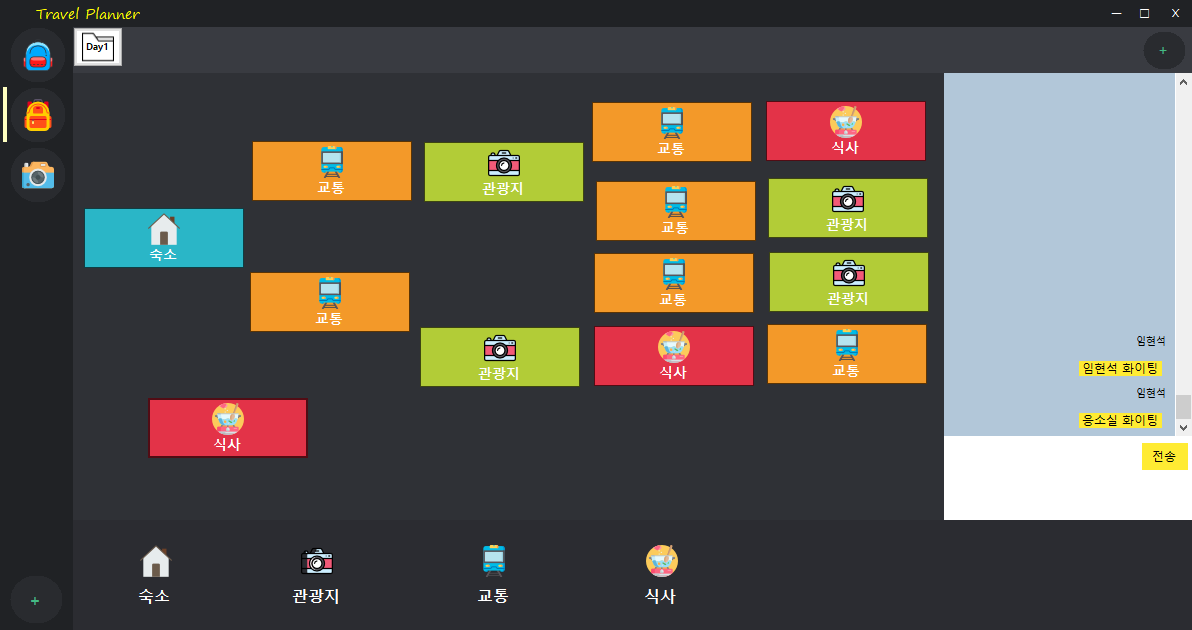 Travel Planner
Day1
+
교통
식사
교통
관광지
교통
관광지
숙소
교통
관광지
교통
관광지
식사
교통
식사
임현석
임현석 화이팅
임현석
응소실 화이팅
전송
숙소
관광지
교통
식사
+